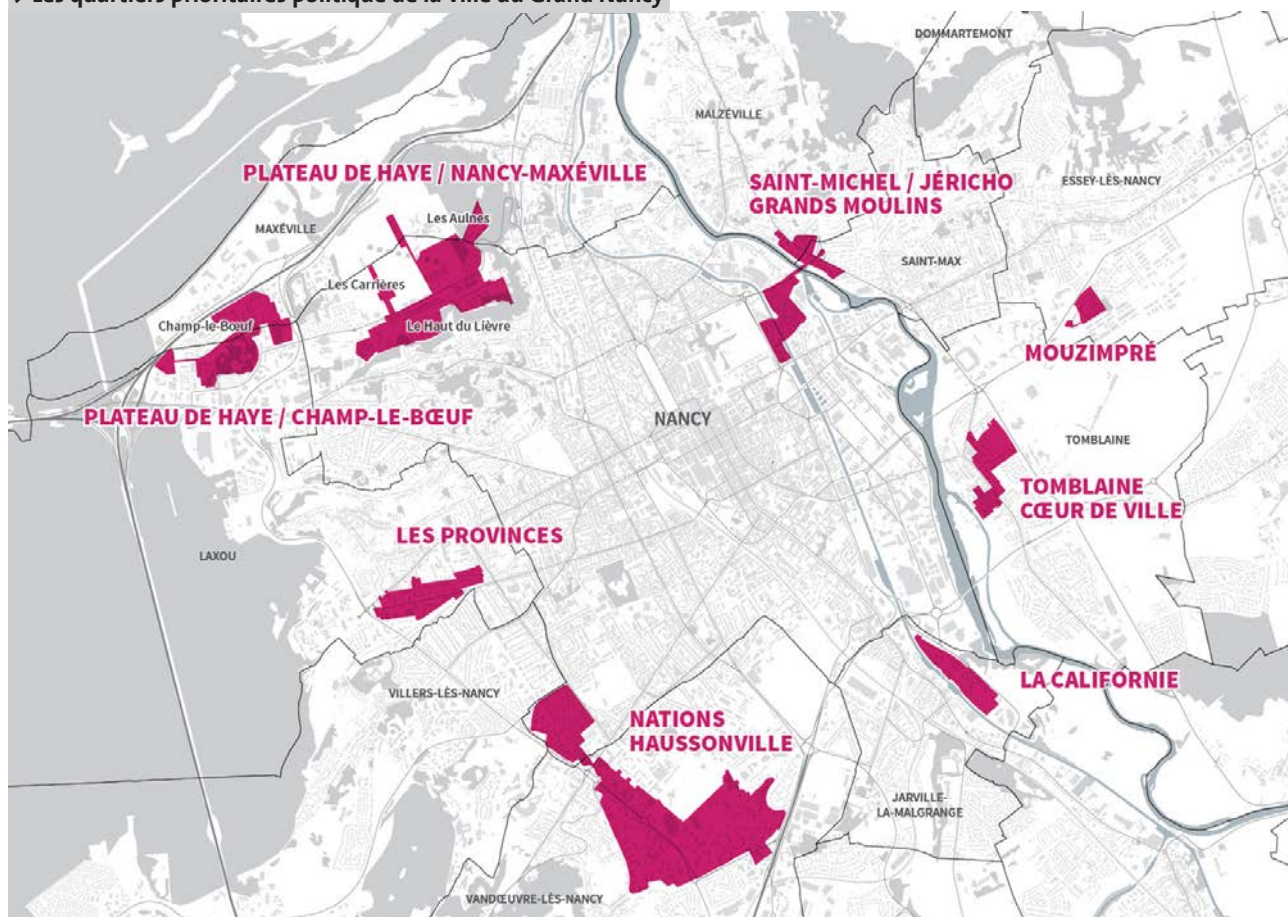 Les quartiers prioritaires politique de la ville du Grand Nancy
DOMMARTEMONT
MALZÉVILLE
PLATEAU DE HAYE / NANCY-MAXÉVILLE
SAINT-MICHEL / JÉRICHO
GRANDS MOULINS
ESSEY-LÈS-NANCY
Les Aulnes
MAXÉVILLE
SAINT-MAX
Les Carrières
Champ-le-Bœuf
Le Haut du Lièvre
MOUZIMPRÉ
PLATEAU DE HAYE / CHAMP-LE-BŒUF
NANCY
TOMBLAINE
TOMBLAINE
CŒUR DE VILLE
LES PROVINCES
LAXOU
LA CALIFORNIE
VILLERS-LÈS-NANCY
NATIONS
HAUSSONVILLE
JARVILLE-
LA-MALGRANGE
VANDŒUVRE-LÈS-NANCY